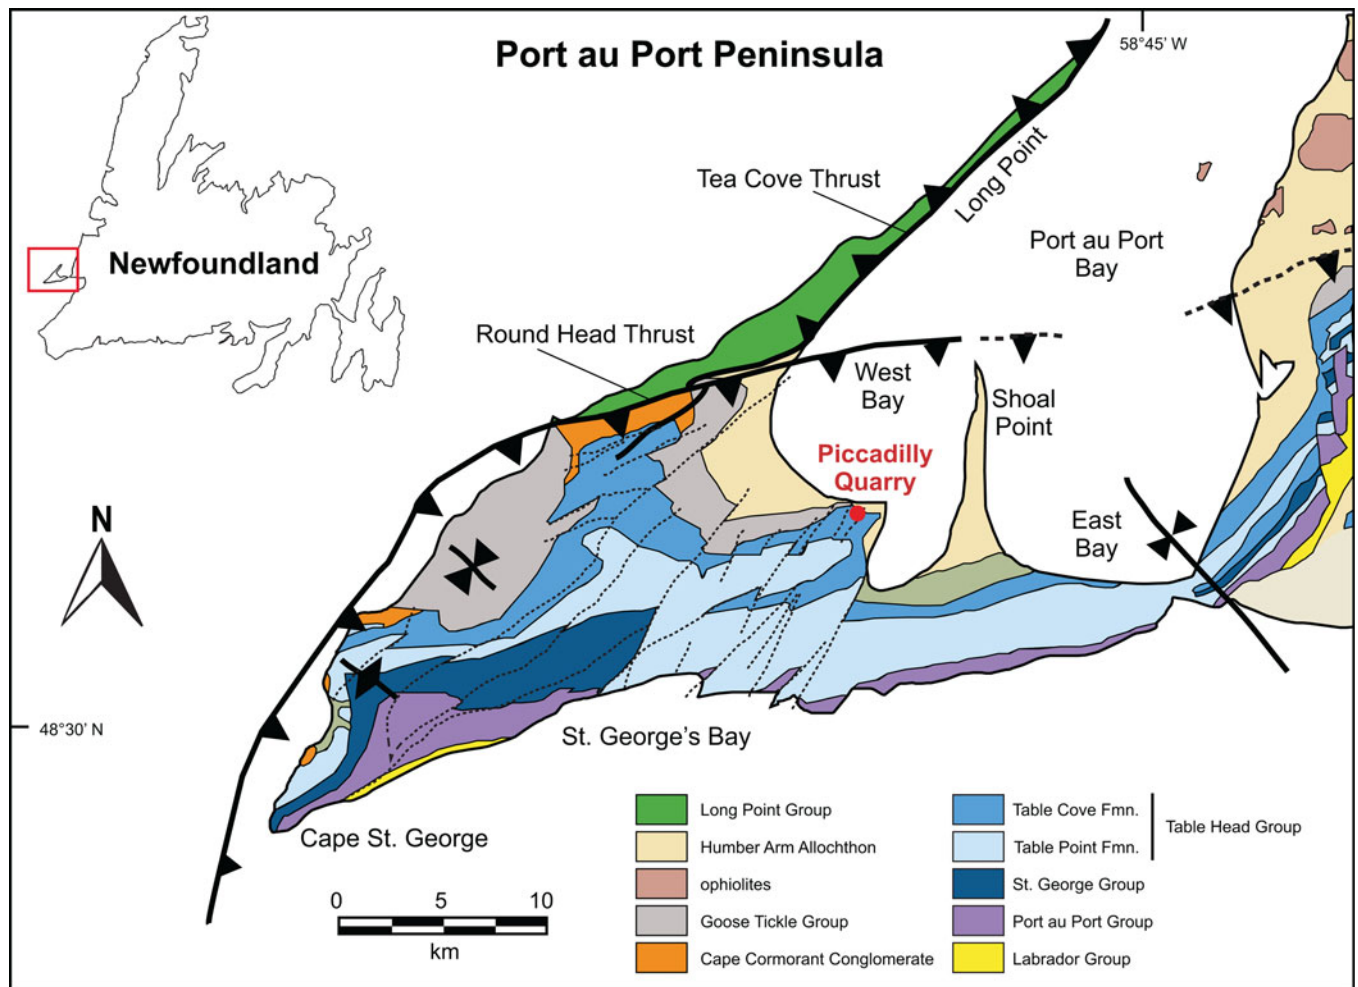 Port au Port Peninsula
58°45' W
Newfoundland
Tea Cove Thrust
Long Point
Port au Port
Bay
Round Head Thrust
West
Bay
Shoal
Point
Piccadilly
Quarry
N
East
Bay
48°30' N
St. George's Bay
Cape St. George
0 5 10
km
Long Point Group
Humber Arm Allochthon
ophiolites
Goose Tickle Group
Cape Cormorant Conglomerate
Table Cove Fmn.
Table Point Fmn.
Table Head Group
St. George Group
Port au Port Group
Labrador Group